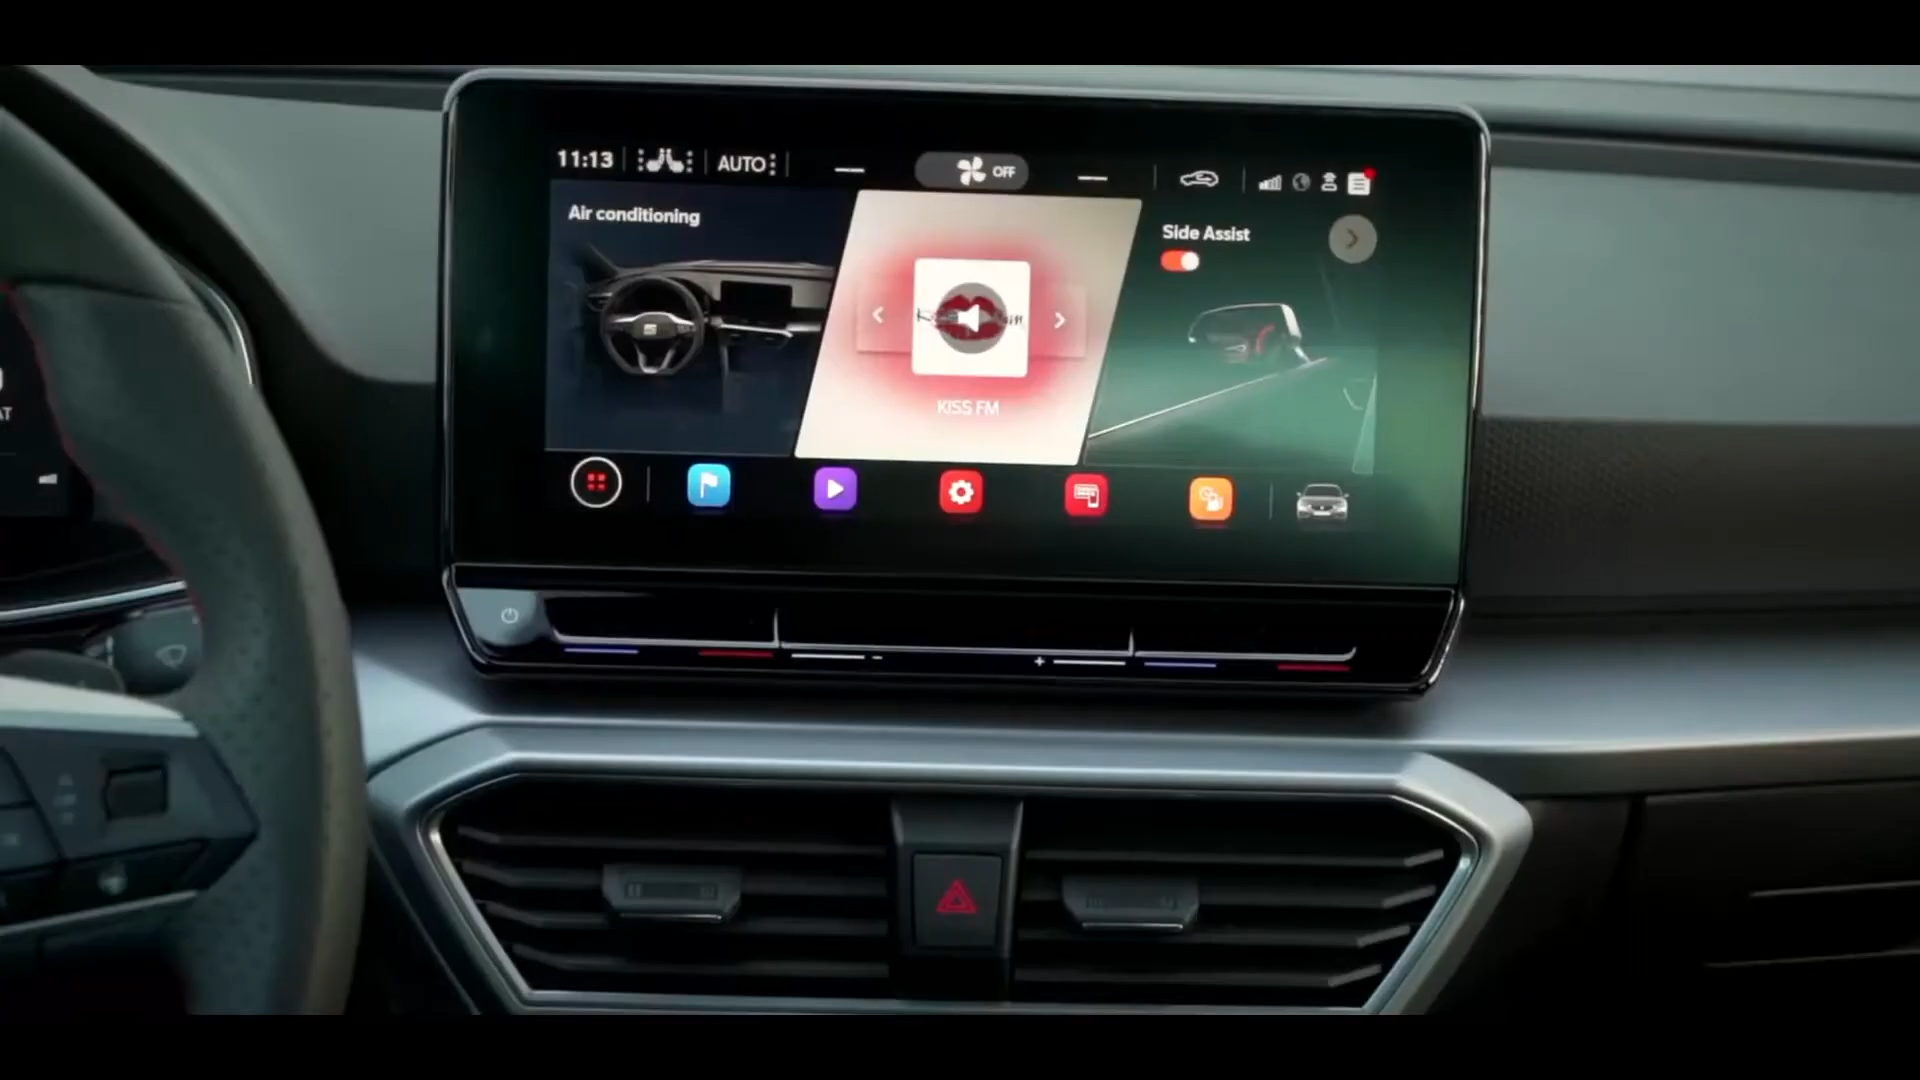 11:13
AUTO
OFF
Air conditioning
Side Assist
KISS FM
- +